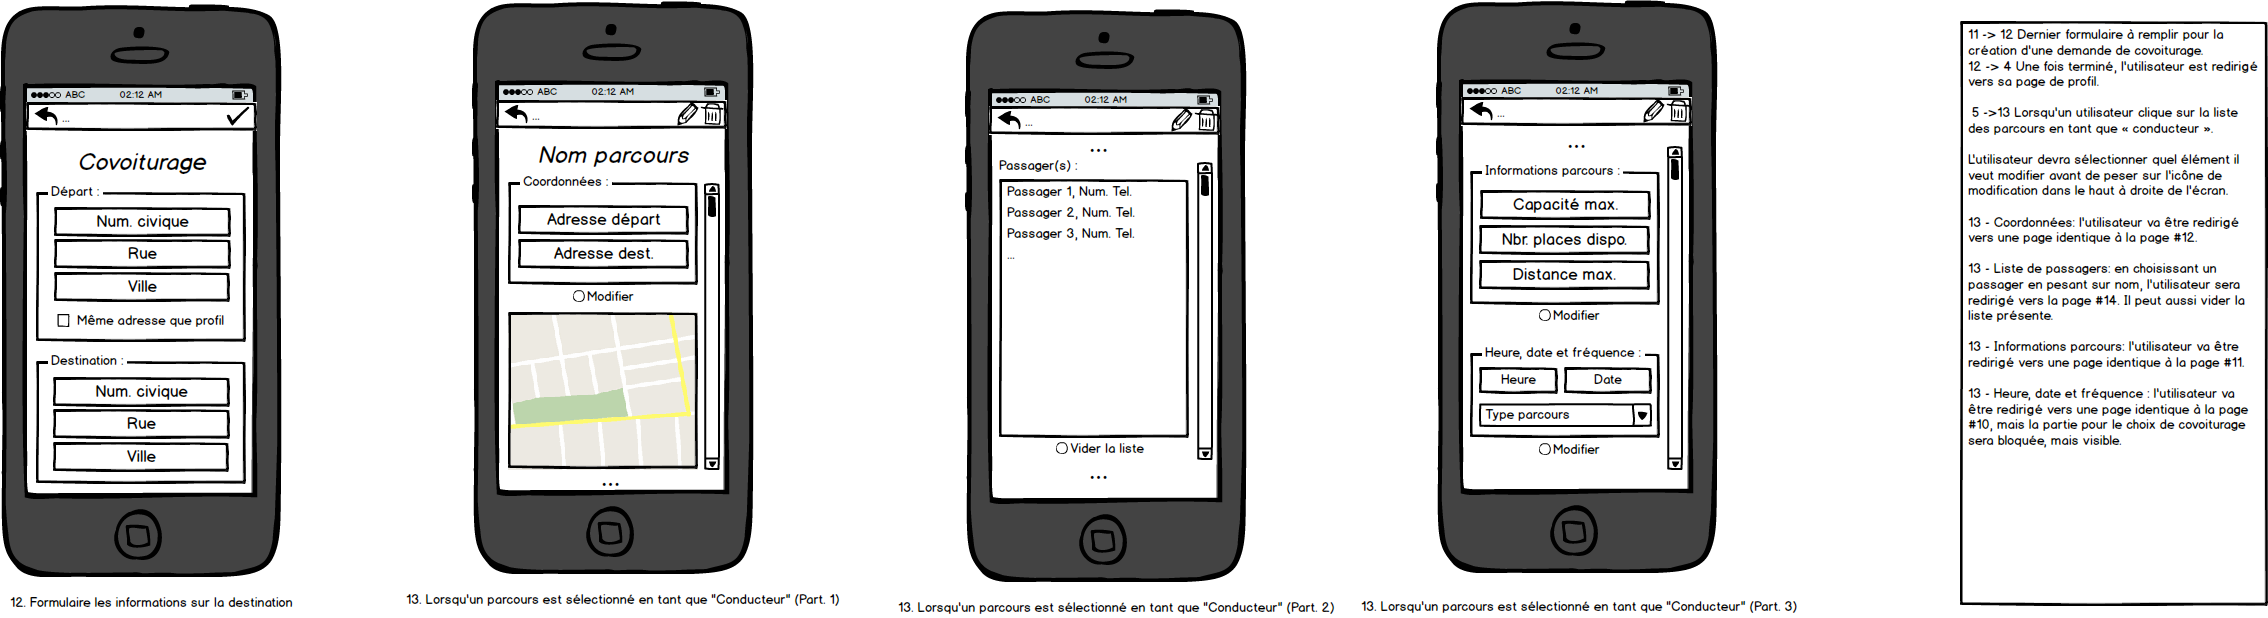 ABC 02:12 AM
...
Covoiturage
Départ :
Num. civique
Rue
Ville
Même adresse que profil
Destination :
Num. civique
Rue
Ville
12. Formulaire les informations sur la destination
ABC 02:12 AM
...
Nom parcours
Coordonnées :
Adresse départ
Adresse dest.
Modifier
...
13. Lorsqu'un parcours est sélectionné en tant que "Conducteur" (Part. 1)
ABC 02:12 AM
...
...
Passager(s) :
Passager 1, Num. Tel.
Passager 2, Num. Tel.
Passager 3, Num. Tel.
...
Vider la liste
...
13. Lorsqu'un parcours est sélectionné en tant que "Conducteur" (Part. 2)
ABC 02:12 AM
...
...
Informations parcours :
Capacité max.
Nbr. places dispo.
Distance max.
Modifier
Heure, date et fréquence :
Heure Date
Type parcours
Modifier
13. Lorsqu'un parcours est sélectionné en tant que "Conducteur" (Part. 3)
11 -> 12 Dernier formulaire à remplir pour la
création d'une demande de covoiturage.
12 -> 4 Une fois terminé, l'utilisateur est redirigé
vers sa page de profil.
5 ->13 Lorsqu'un utilisateur clique sur la liste
des parcours en tant que « conducteur ».
L'utilisateur devra sélectionner quel élément il
veut modifier avant de peser sur l'icône de
modification dans le haut à droite de l'écran.
13 - Coordonnées: l'utilisateur va être redirigé
vers une page identique à la page #12.
13 - Liste de passagers: en choisissant un
passager en pesant sur nom, l'utilisateur sera
redirigé vers la page #14. Il peut aussi vider la
liste présente.
13 - Informations parcours: l'utilisateur va être
redirigé vers une page identique à la page #11.
13 - Heure, date et fréquence : l'utilisateur va
être redirigé vers une page identique à la page
#10, mais la partie pour le choix de covoiturage
sera bloquée, mais visible.